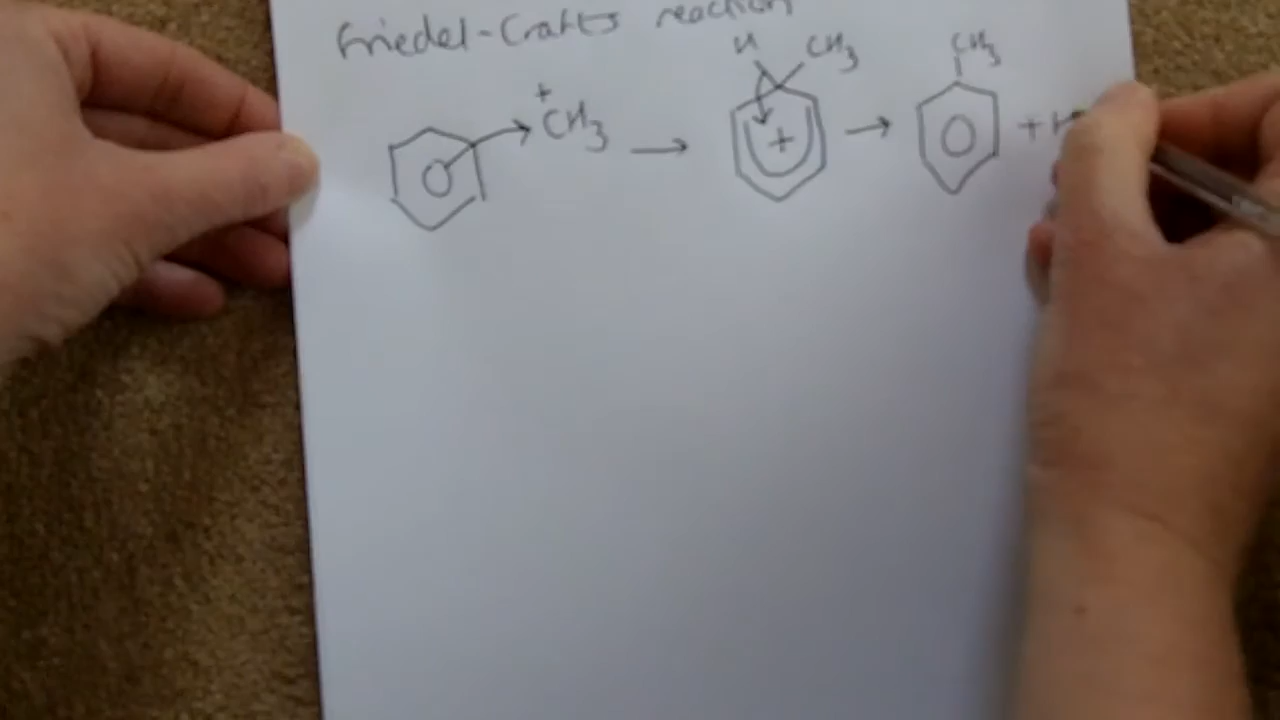 Friedel-Crafts reaction
H CH3 CH3
+
CH3 → + → + H